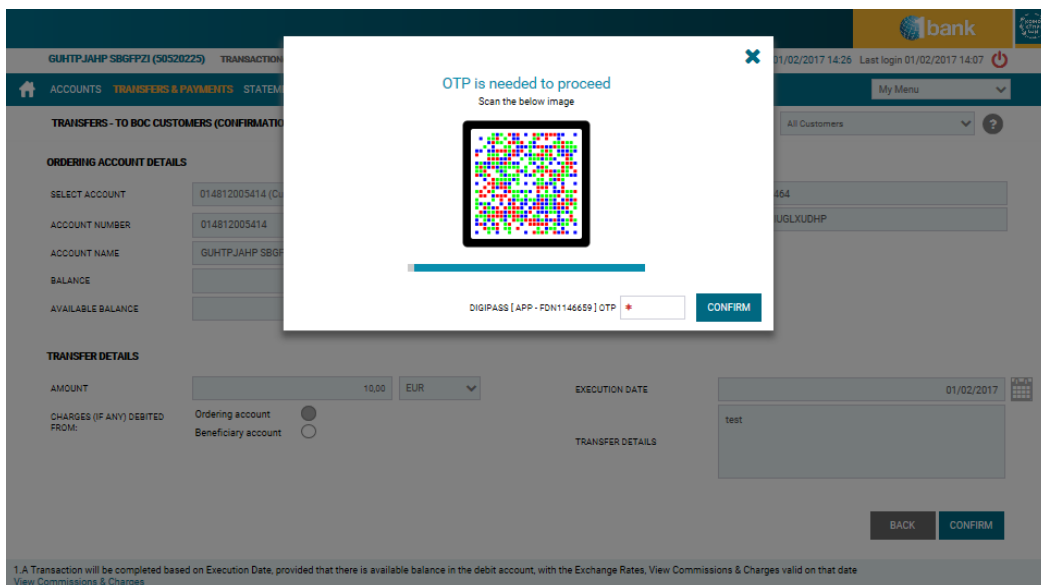 bank
GUHTPJAHP SBGFPZI (50520225) TRANSACTION
01/02/2017 14:26 Last login 01/02/2017 14:07
ACCOUNTS TRANSFERS & PAYMENTS STATEM
My Menu
TRANSFERS - TO BOC CUSTOMERS (CONFIRMATIO
All Customers
?
OTP is needed to proceed
Scan the below image
DIGIPASS [ APP - FDN1146659 ] OTP *
CONFIRM
ORDERING ACCOUNT DETAILS
SELECT ACCOUNT 014812005414 (Cu
464
ACCOUNT NUMBER 014812005414
UGLXUDHP
ACCOUNT NAME GUHTPJAHP SBGF
BALANCE
AVAILABLE BALANCE
TRANSFER DETAILS
AMOUNT 10,00 EUR
EXECUTION DATE 01/02/2017
CHARGES (IF ANY) DEBITED FROM:
Ordering account
Beneficiary account
TRANSFER DETAILS
test
BACK CONFIRM
1.A Transaction will be completed based on Execution Date, provided that there is available balance in the debit account, with the Exchange Rates, View Commissions & Charges valid on that date
View Commissions & Charges